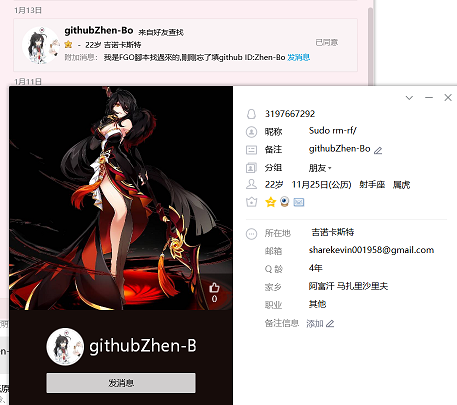 1月13日
githubZhen-Bo 来自好友查找
- 22岁 吉诺卡斯特
附加消息: 我是FGO腳本找過來的,剛剛忘了填github ID:Zhen-Bo 发消息
已同意
1月11日
3197667292
昵称 Sudo rm-rf/
备注 githubZhen-Bo
分组 朋友
22岁 11月25日(公历) 射手座 属虎
所在地 吉诺卡斯特
邮箱 sharekevin001958@gmail.com
Q 龄 4年
家乡 阿富汗 马扎里沙里夫
职业 其他
备注信息 添加
0
githubZhen-B
发消息